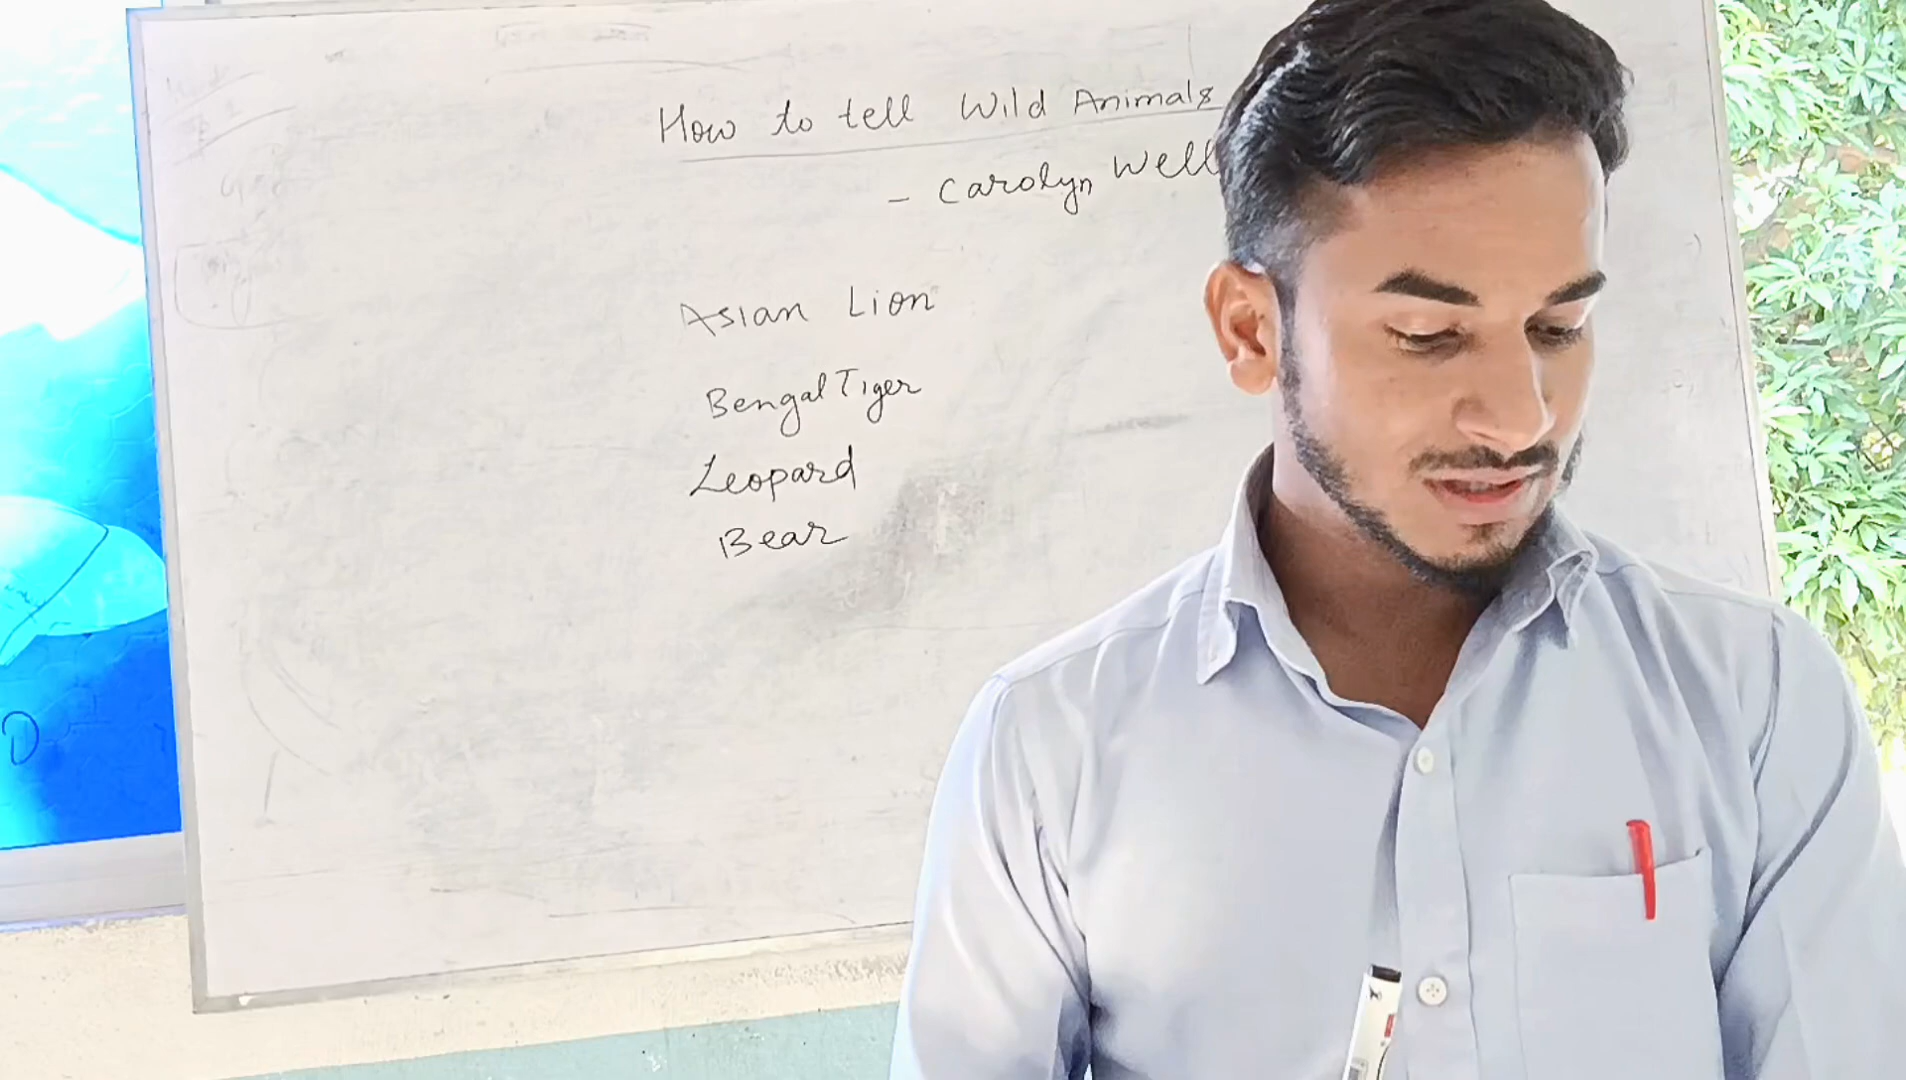 How to tell Wild Animals
- Carolyn Well
Asian Lion
Bengal Tiger
Leopard
Bear